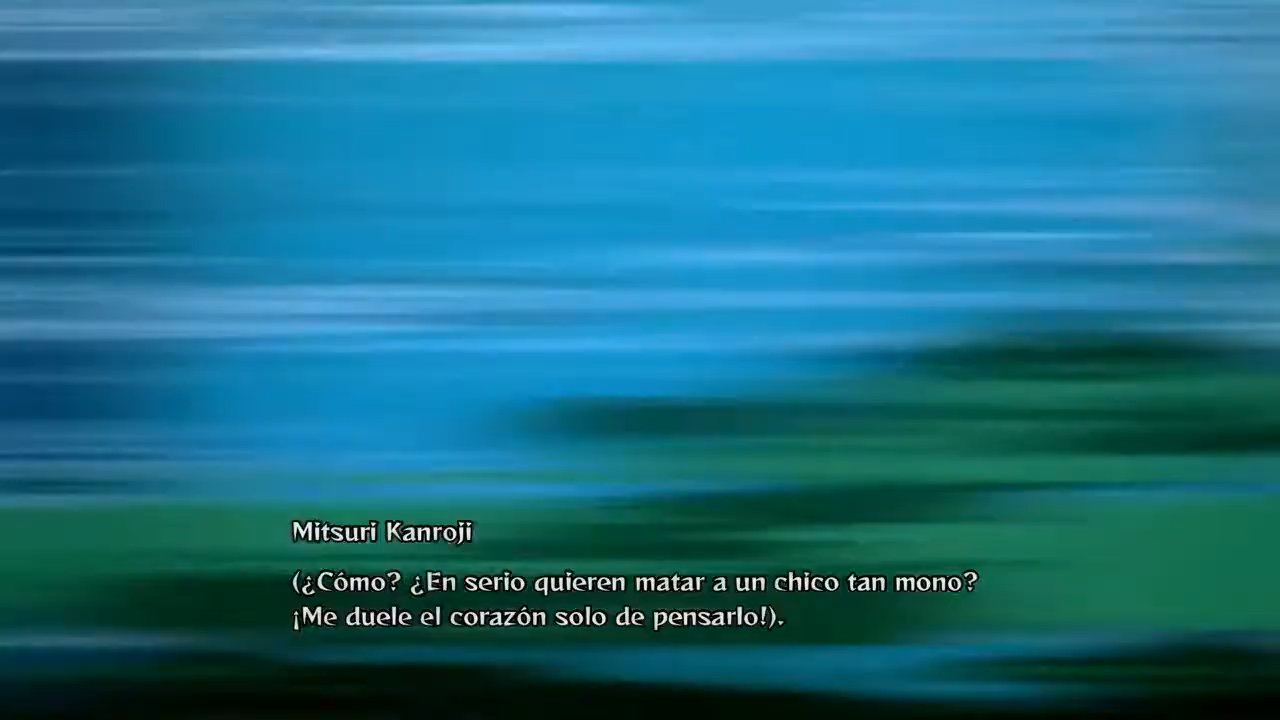 Mitsuri Kanroji
(¿Cómo? ¿En serio quieren matar a un chico tan mono?
¡Me duele el corazón solo de pensarlo!).